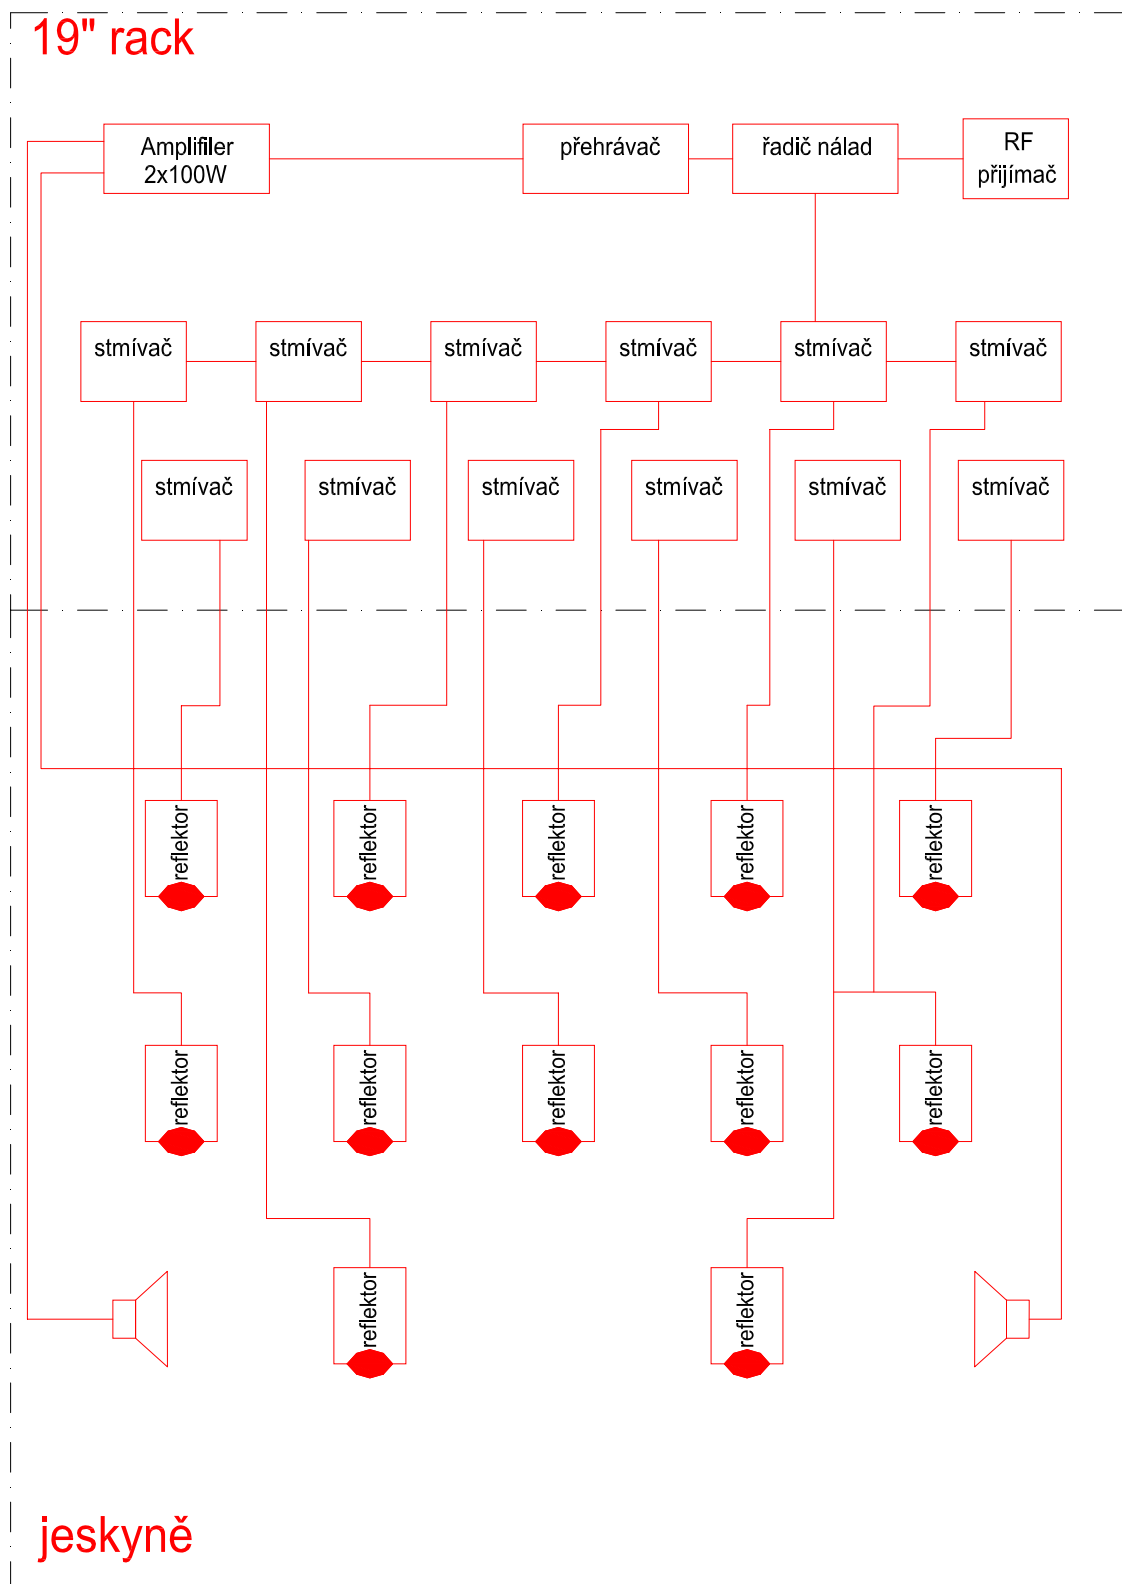 19" rack
Amplifiler
2x100W
přehrávač
řadič nálad
RF
přijímač
stmívač
stmívač
stmívač
stmívač
stmívač
stmívač
stmívač
stmívač
stmívač
stmívač
stmívač
stmívač
reflektor
reflektor
reflektor
reflektor
reflektor
reflektor
reflektor
reflektor
reflektor
reflektor
reflektor
reflektor
jeskyně